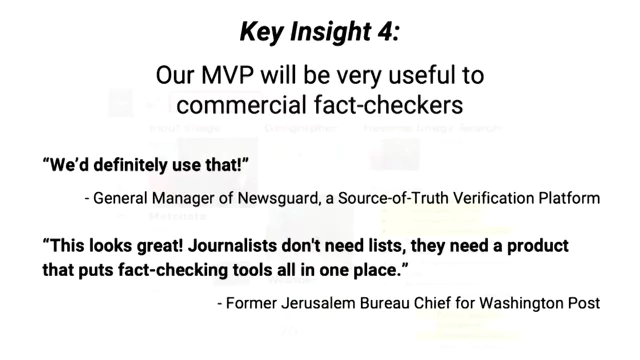 Key Insight 4:
Our MVP will be very useful to
commercial fact-checkers
“We’d definitely use that!”
- General Manager of Newsguard, a Source-of-Truth Verification Platform
“This looks great! Journalists don't need lists, they need a product
that puts fact-checking tools all in one place.”
- Former Jerusalem Bureau Chief for Washington Post